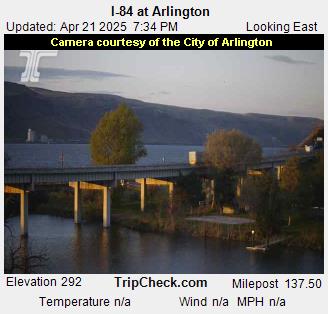 I-84 at Arlington
Updated: Apr 21 2025 7:34 PM Looking East
Camera courtesy of the City of Arlington
Elevation 292 TripCheck.com Milepost 137.50
Temperature n/a Wind n/a MPH n/a